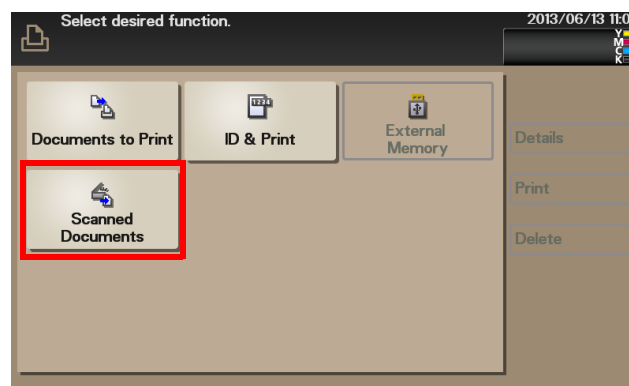 Select desired function.
2013/06/13 11:0
Y
M
C
K
Documents to Print
ID & Print
External
Memory
Scanned
Documents
Details
Print
Delete